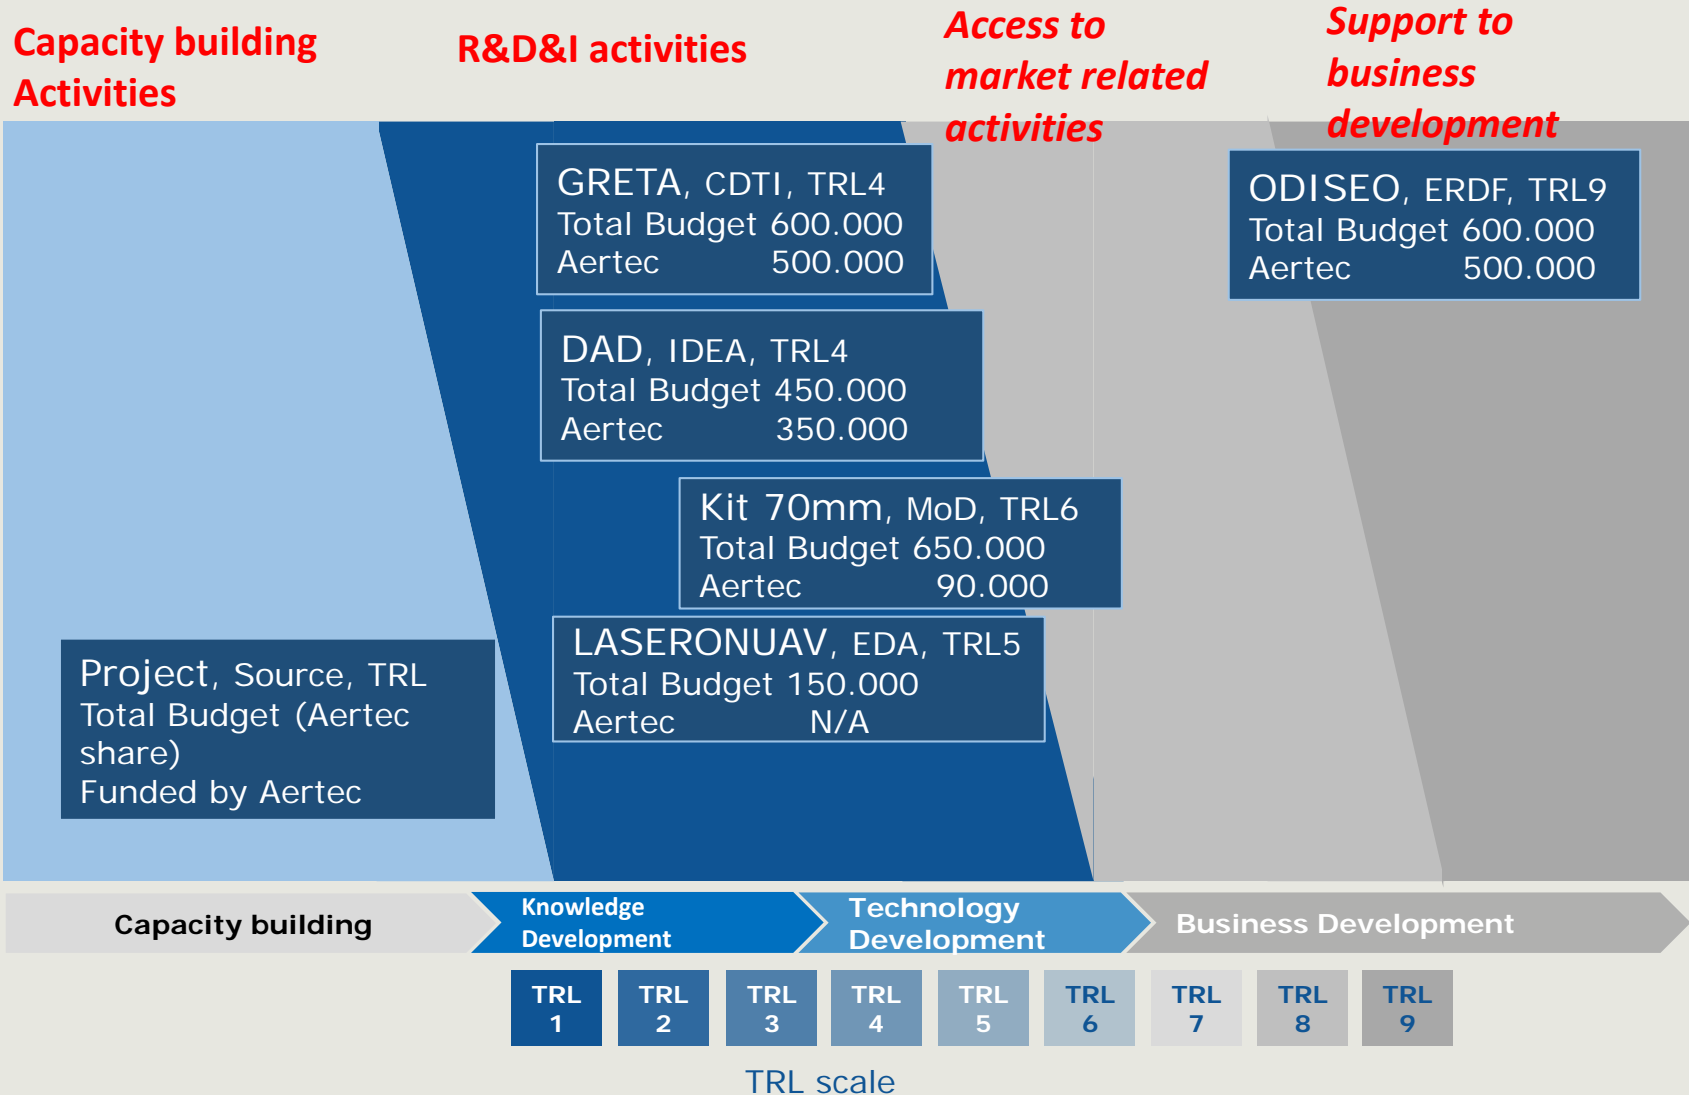 Capacity building
Activities
R&D&I activities
Access to
market related
activities
Support to
business
development
GRETA, CDTI, TRL4
Total Budget 600.000
Aertec 500.000
ODISEO, ERDF, TRL9
Total Budget 600.000
Aertec 500.000
DAD, IDEA, TRL4
Total Budget 450.000
Aertec 350.000
Kit 70mm, MoD, TRL6
Total Budget 650.000
Aertec 90.000
LASERONUAV, EDA, TRL5
Total Budget 150.000
Aertec N/A
Project, Source, TRL
Total Budget (Aertec
share)
Funded by Aertec
Capacity building
Knowledge
Development
Technology
Development
Business Development
TRL
1
TRL
2
TRL
3
TRL
4
TRL
5
TRL
6
TRL
7
TRL
8
TRL
9
TRL scale